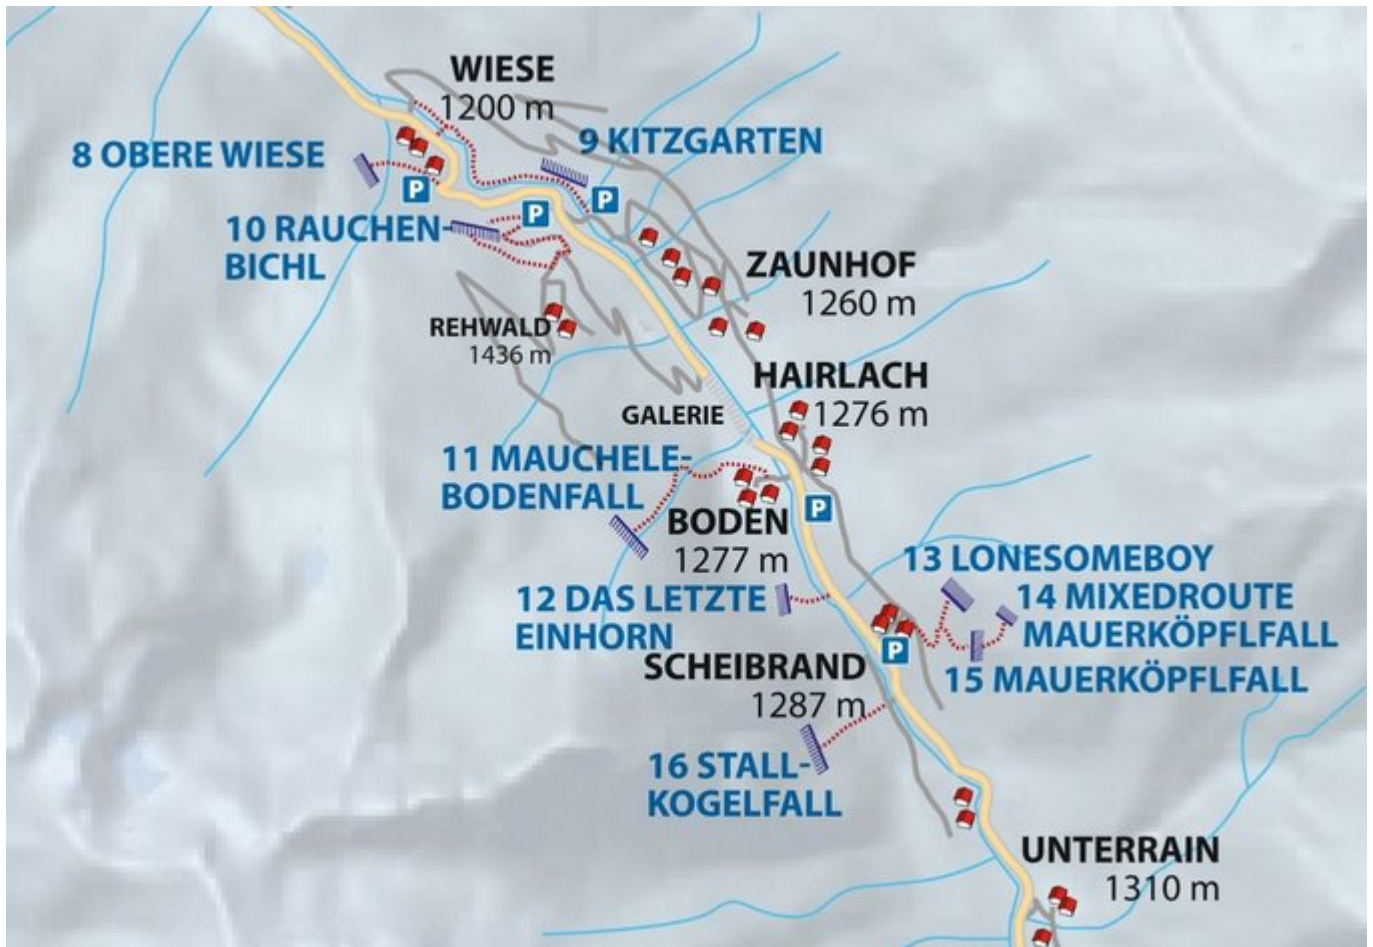 WIESE
1200 m
8 OBERE WIESE
9 KITZGARTEN
P
P
P
10 RAUCHEN-
BICHL
ZAUNHOF
1260 m
REHWALD
1436 m
HAIRLACH
1276 m
GALERIE
11 MAUCHELE-
BODENFALL
BODEN
1277 m
P
13 LONESOMEBOY
12 DAS LETZTE
EINHORN
14 MIXEDROUTE
MAUERKÖPFLFALL
P
SCHEIBRAND
1287 m
15 MAUERKÖPFLFALL
16 STALL-
KOGELFALL
UNTERRAIN
1310 m